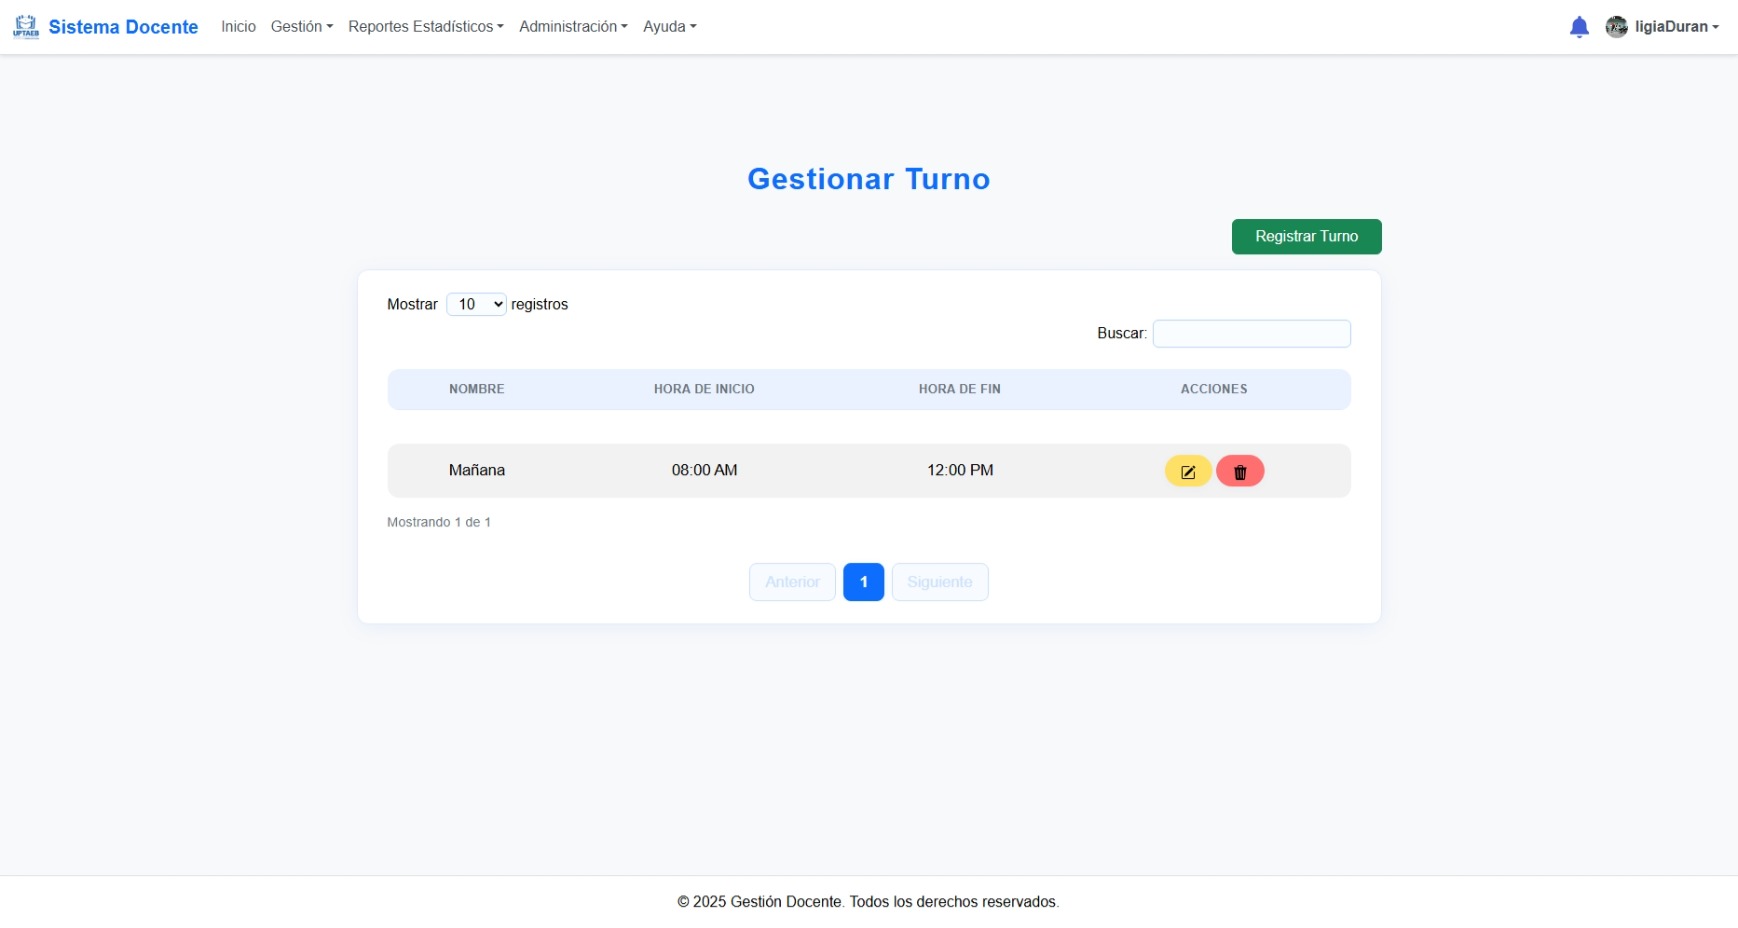 UPTAEB Sistema Docente Inicio Gestión Reportes Estadísticos Administración Ayuda ligiaDuran
Gestionar Turno
Registrar Turno
Mostrar 10 registros
Buscar:
NOMBRE HORA DE INICIO HORA DE FIN ACCIONES
Mañana 08:00 AM 12:00 PM
Mostrando 1 de 1
Anterior 1 Siguiente
© 2025 Gestión Docente. Todos los derechos reservados.